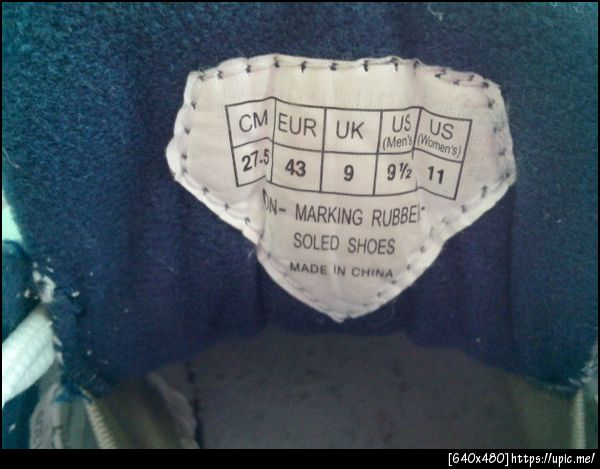 CM EUR UK US (Men's) US (Women's)
27.5 43 9 9½ 11
ON- MARKING RUBBER-
SOLED SHOES
MADE IN CHINA
[640x480]https://upic.me/